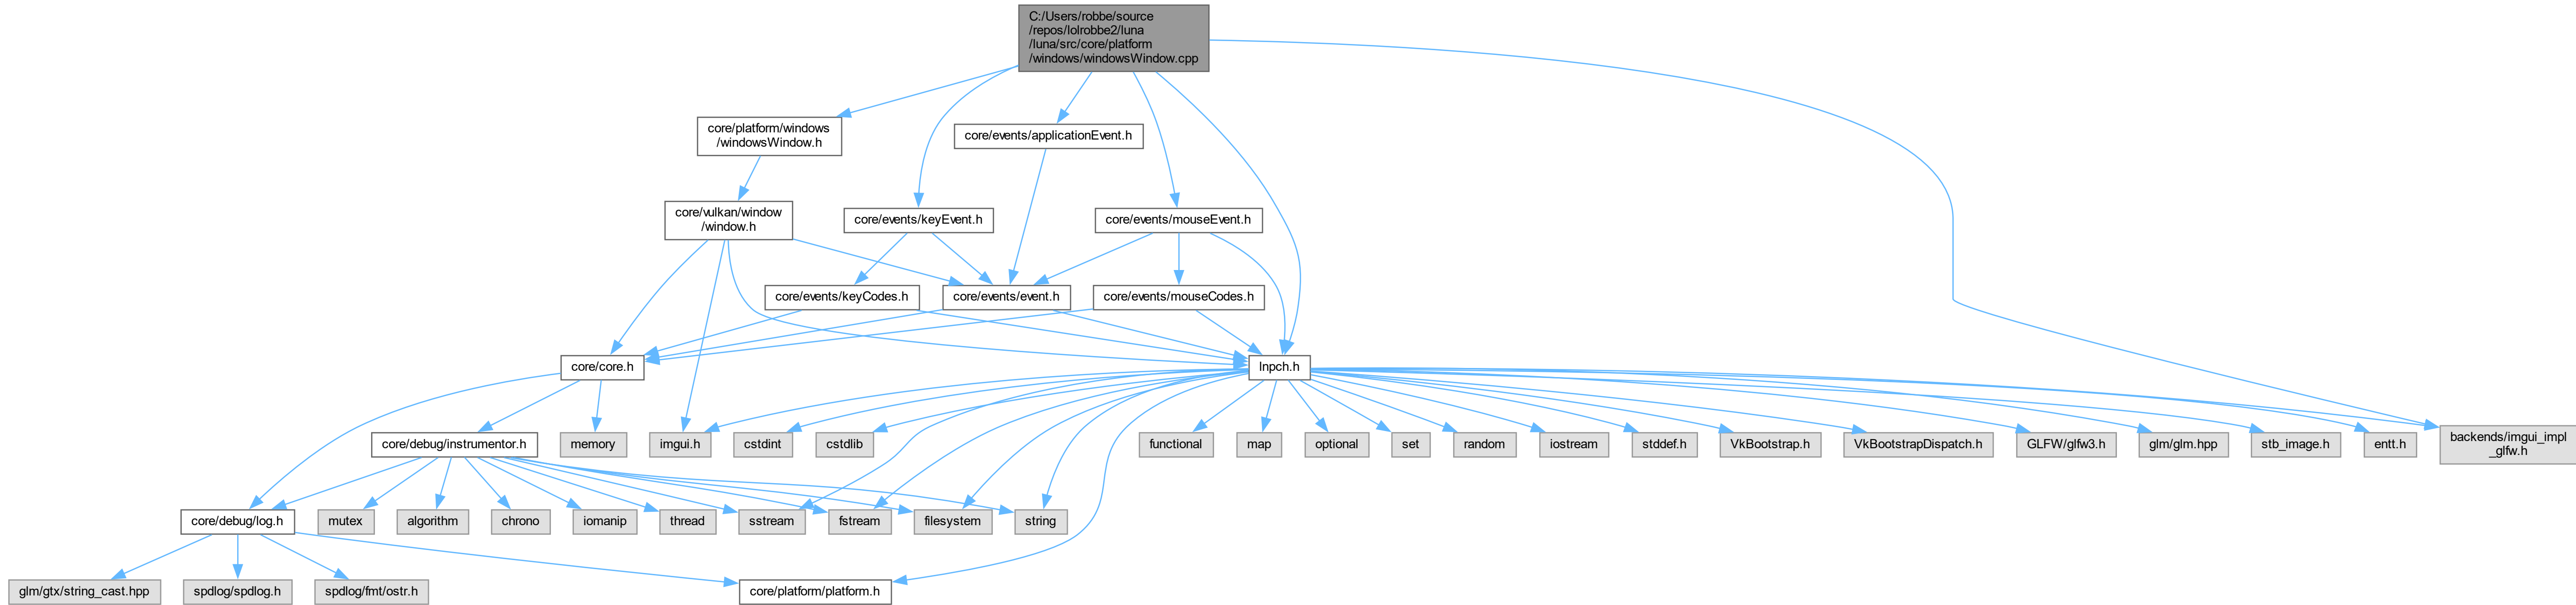 C:/Users/robbe/source
/repos/lolrobbe2/luna
/luna/src/core/platform
/windows/windowsWindow.cpp
core/platform/windows
/windowsWindow.h
core/events/applicationEvent.h
core/vulkan/window
/window.h
core/events/keyEvent.h
core/events/mouseEvent.h
core/events/keyCodes.h
core/events/event.h
core/events/mouseCodes.h
core/core.h
lnpch.h
core/debug/instrumentor.h
memory
imgui.h
cstdint
cstdlib
functional
map
optional
set
random
iostream
stddef.h
VkBootstrap.h
VkBootstrapDispatch.h
GLFW/glfw3.h
glm/glm.hpp
stb_image.h
entt.h
backends/imgui_impl
_glfw.h
core/debug/log.h
mutex
algorithm
chrono
iomanip
thread
sstream
fstream
filesystem
string
glm/gtx/string_cast.hpp
spdlog/spdlog.h
spdlog/fmt/ostr.h
core/platform/platform.h